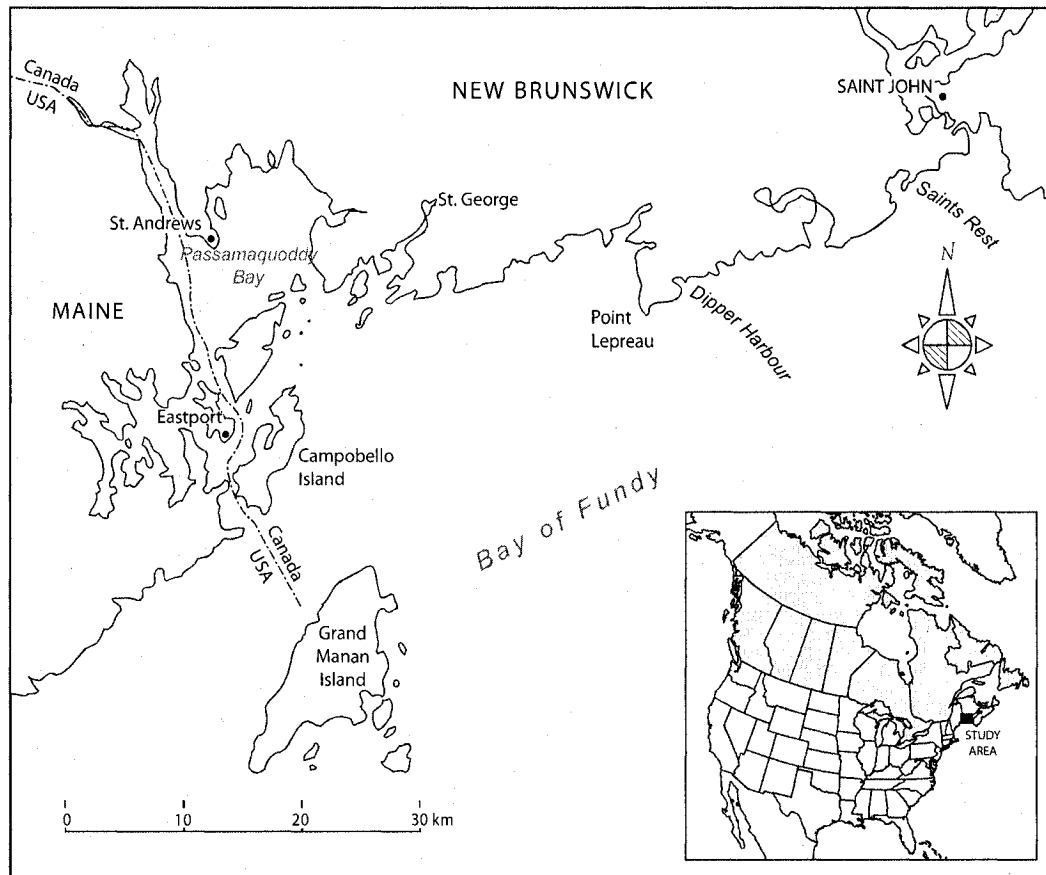 Canada
USA
NEW BRUNSWICK
SAINT JOHN
St. George
St. Andrews
Passamaquoddy
Bay
Saints Rest
N
MAINE
Point
Lepreau
Dipper Harbour
Eastport
Campobello
Island
Bay of Fundy
Canada
USA
Grand
Manan
Island
STUDY
AREA
0 10 20 30 km